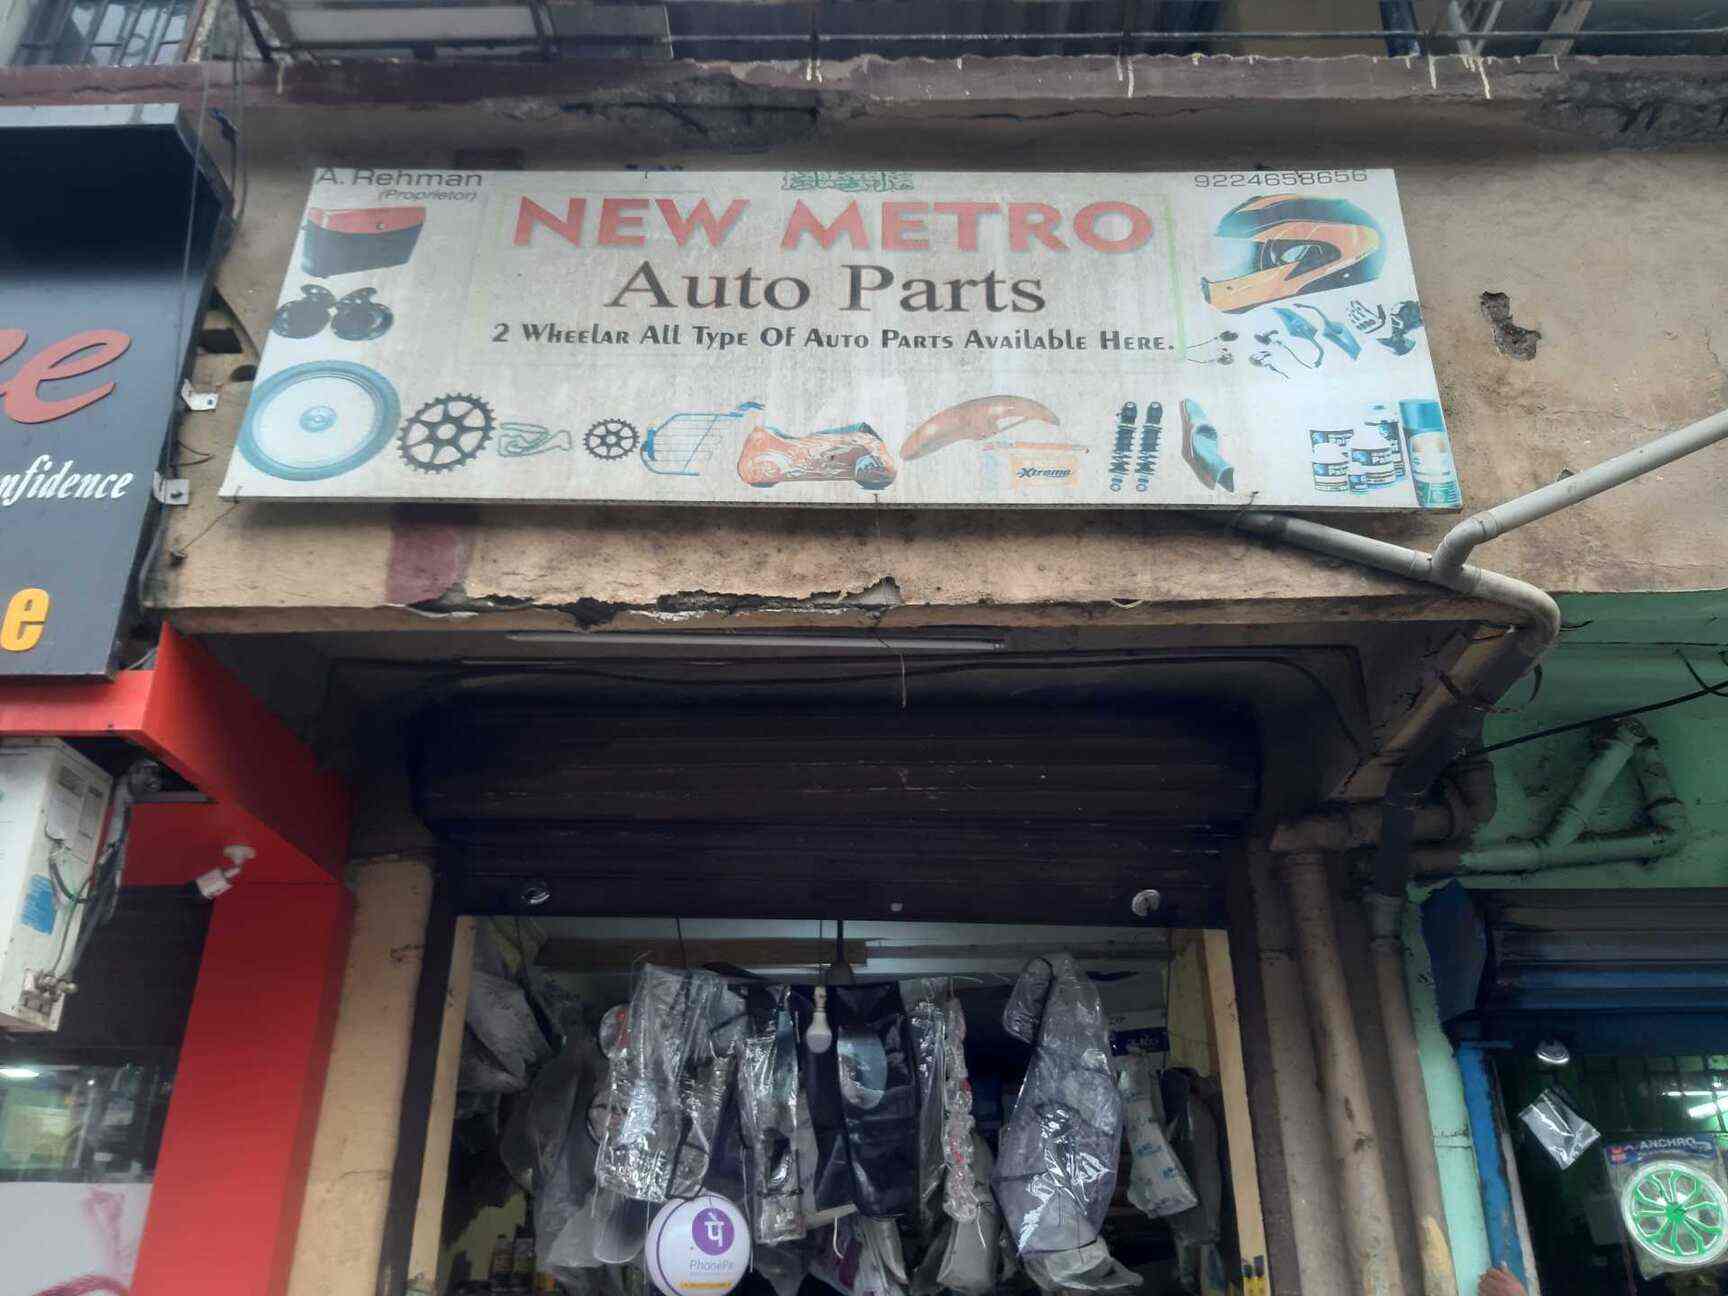 A. Rehman
(Proprietor)
9224658656
NEW METRO
Auto Parts
2 Wheelar All Type Of Auto Parts Available Here.
Xtreme
nfidence
e
पे
PhonePe
ANCHRO